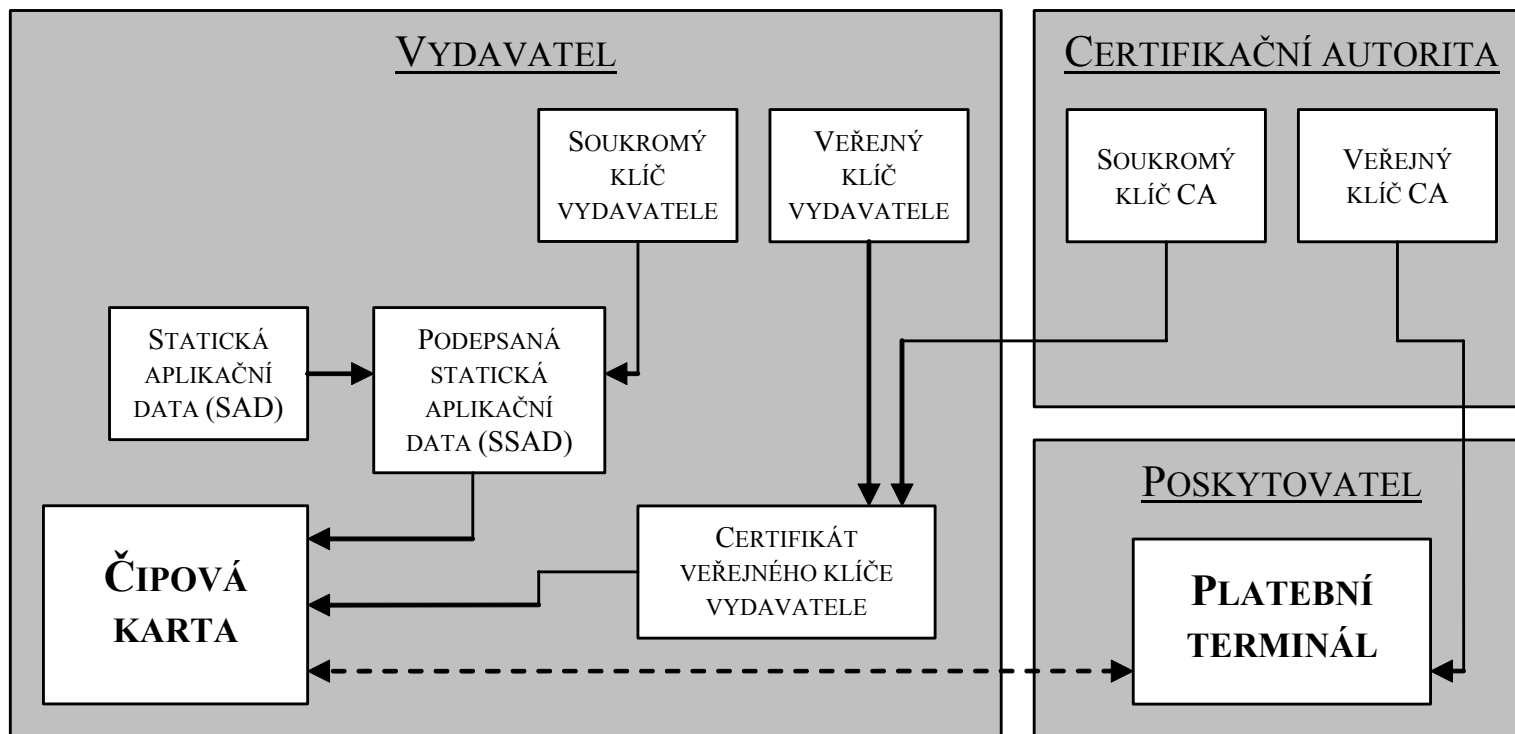 VYDAVATEL
CERTIFIKAČNÍ AUTORITA
SOUKROMÝ
KLÍČ
VYDAVATELE
VEŘEJNÝ
KLÍČ
VYDAVATELE
SOUKROMÝ
KLÍČ CA
VEŘEJNÝ
KLÍČ CA
STATICKÁ
APLIKAČNÍ
DATA (SAD)
PODEPSANÁ
STATICKÁ
APLIKAČNÍ
DATA (SSAD)
POSKYTOVATEL
ČIPOVÁ
KARTA
CERTIFIKÁT
VEŘEJNÉHO KLÍČE
VYDAVATELE
PLATEBNÍ
TERMINÁL